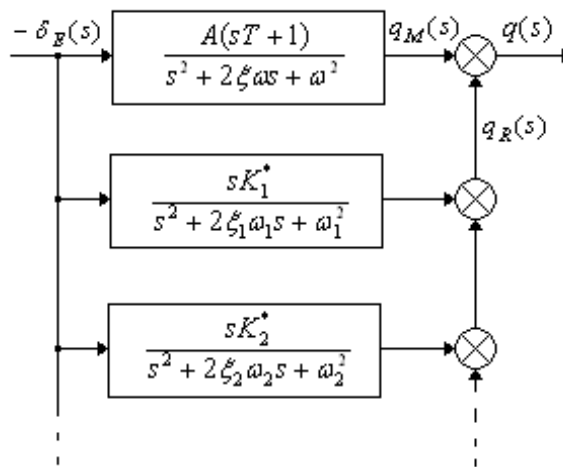 − δ_E(s)
A(sT + 1)
s² + 2ξωs + ω²
q_M(s)
q(s)
q_R(s)
sK₁*
s² + 2ξ₁ω₁s + ω₁²
sK₂*
s² + 2ξ₂ω₂s + ω₂²